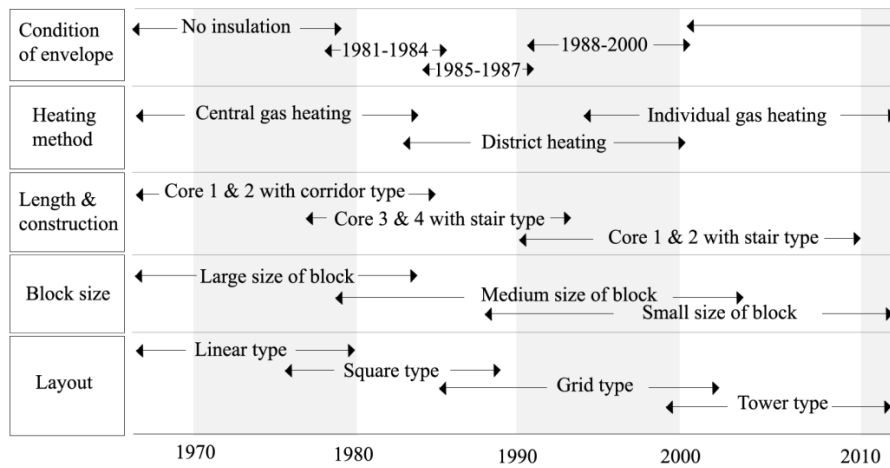 Condition
of envelope
No insulation
1981-1984
1985-1987
1988-2000
Heating
method
Central gas heating
District heating
Individual gas heating
Length &
construction
Core 1 & 2 with corridor type
Core 3 & 4 with stair type
Core 1 & 2 with stair type
Block size
Large size of block
Medium size of block
Small size of block
Layout
Linear type
Square type
Grid type
Tower type
1970 1980 1990 2000 2010